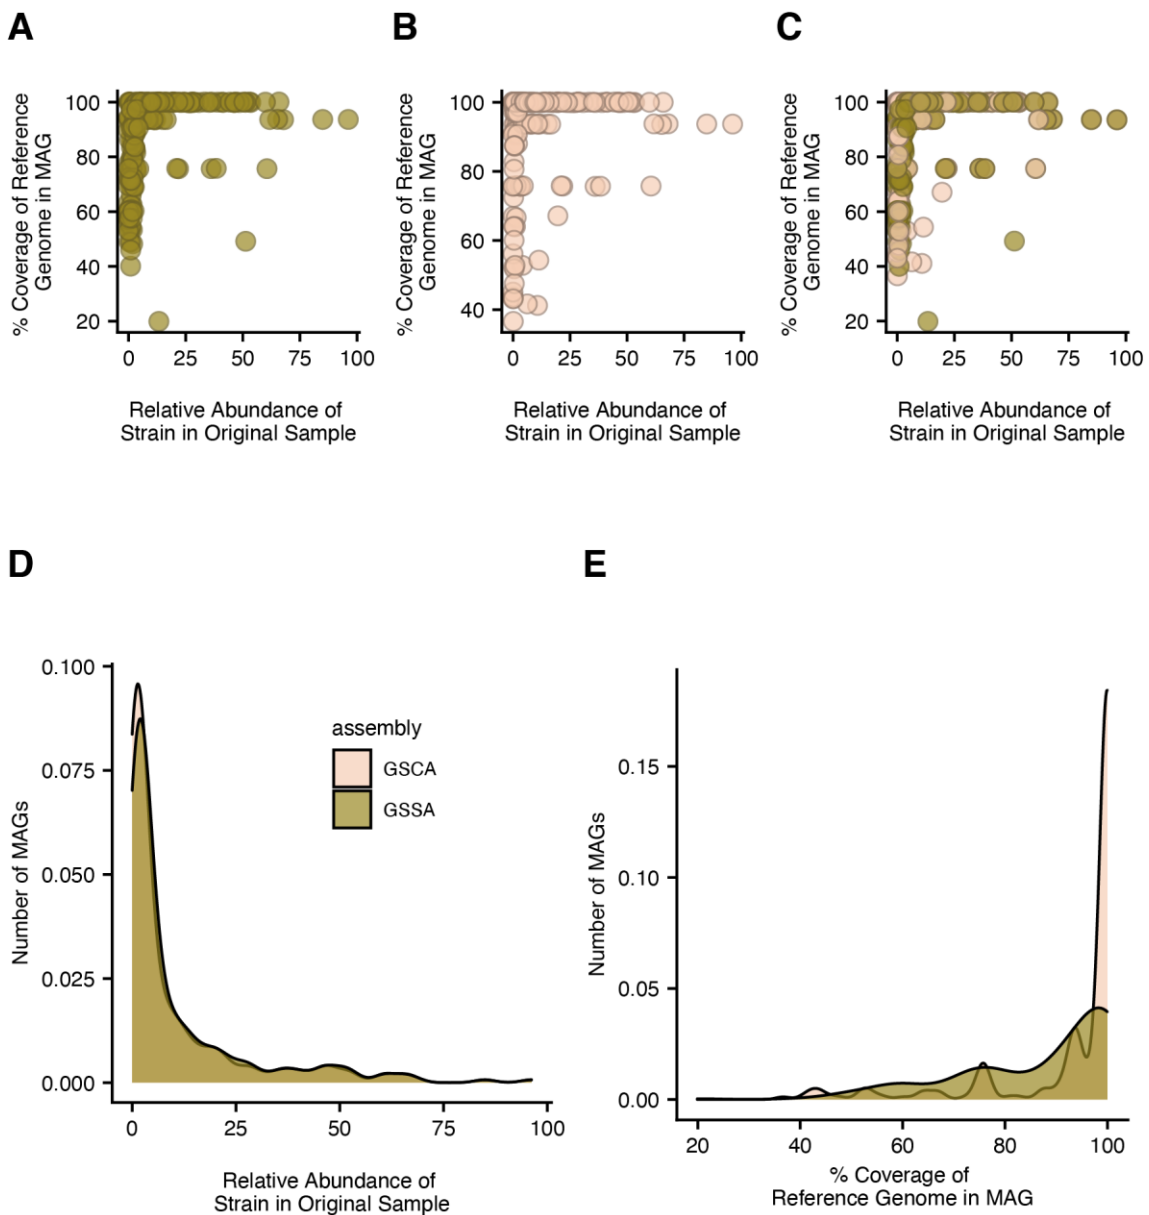 A
B
C
% Coverage of Reference
Genome in MAG
100
80
60
40
20
0
25
50
75
100
Relative Abundance of
Strain in Original Sample
% Coverage of Reference
Genome in MAG
100
80
60
40
0
25
50
75
100
Relative Abundance of
Strain in Original Sample
% Coverage of Reference
Genome in MAG
100
80
60
40
20
0
25
50
75
100
Relative Abundance of
Strain in Original Sample
D
E
Number of MAGs
0.100
0.075
0.050
0.025
0.000
assembly
GSCA
GSSA
0
25
50
75
100
Relative Abundance of
Strain in Original Sample
Number of MAGs
0.15
0.10
0.05
0.00
20
40
60
80
100
% Coverage of
Reference Genome in MAG